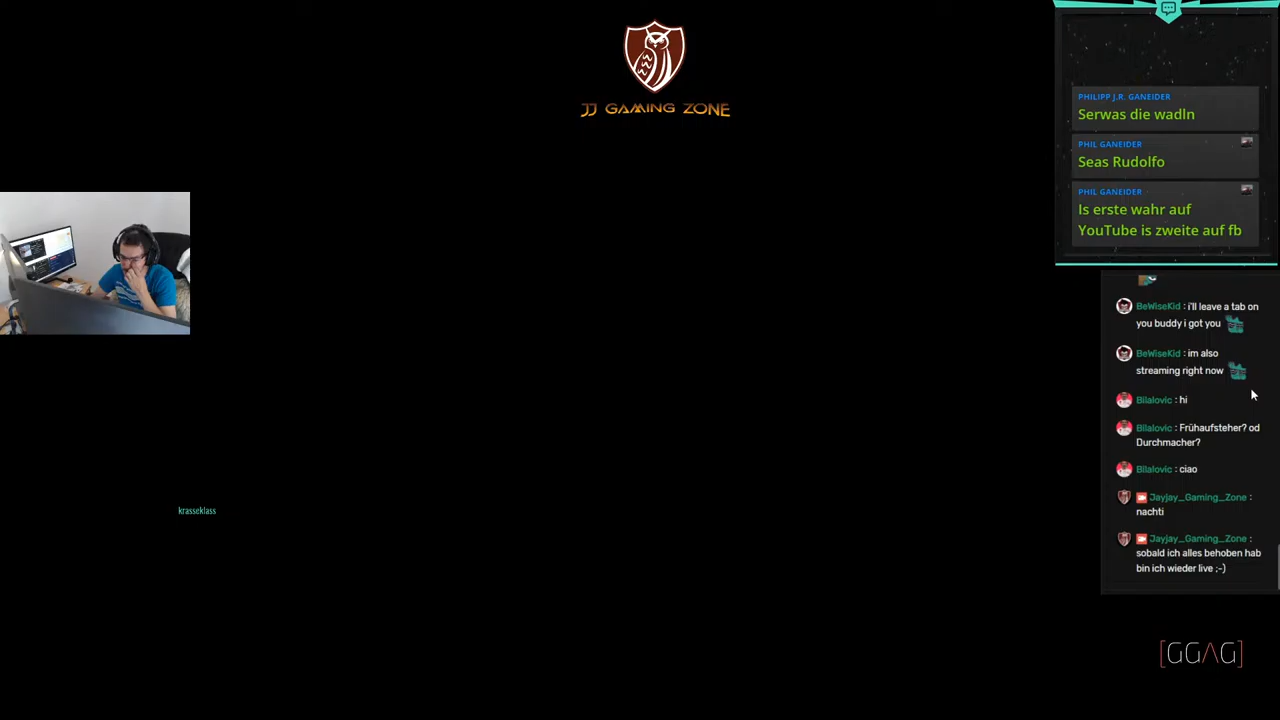 JJ GAMING ZONE
PHILIPP J.R. GANEIDER
Serwas die wadln
PHIL GANEIDER
Seas Rudolfo
PHIL GANEIDER
Is erste wahr auf
YouTube is zweite auf fb
BeWiseKid : i'll leave a tab on
you buddy i got you
BeWiseKid : im also
streaming right now
Bilalovic : hi
Bilalovic : Frühaufsteher? od
Durchmacher?
Bilalovic : ciao
Jayjay_Gaming_Zone :
nachti
Jayjay_Gaming_Zone :
sobald ich alles behoben hab
bin ich wieder live ;-)
krasseklass
[GGAG]